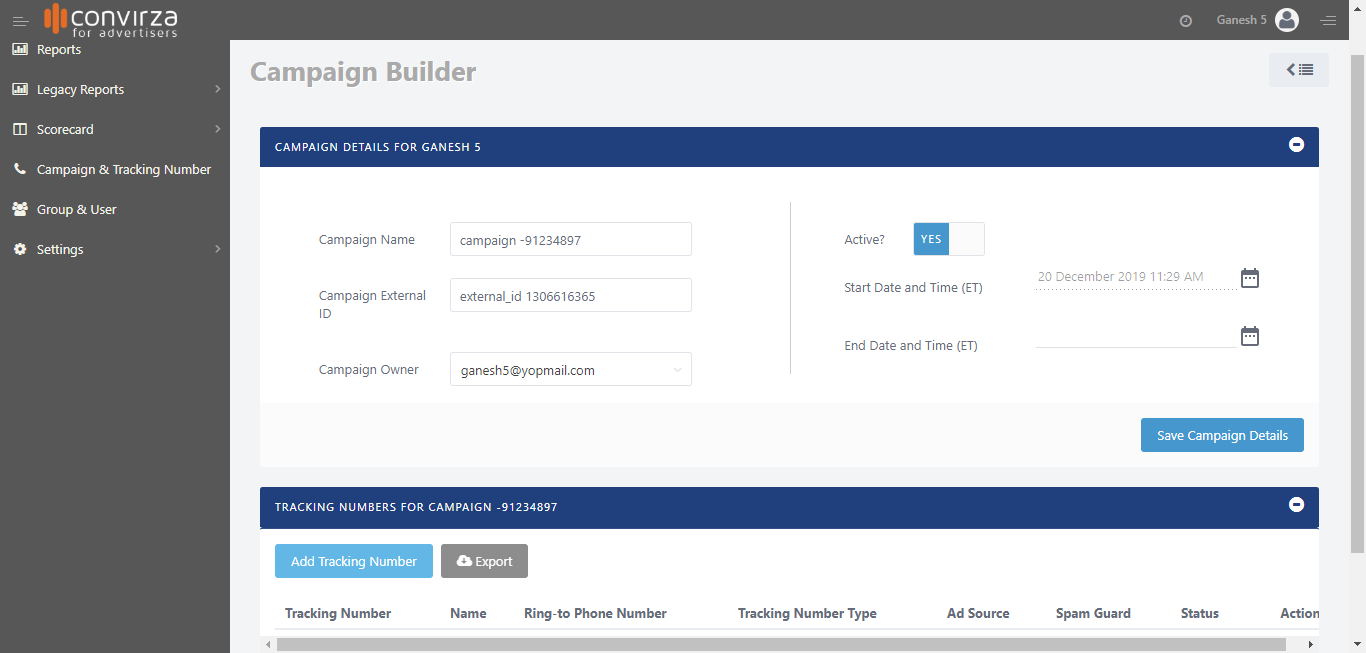 convirza
for advertisers
Ganesh 5
Reports
Legacy Reports
Scorecard
Campaign & Tracking Number
Group & User
Settings
Campaign Builder
CAMPAIGN DETAILS FOR GANESH 5
Campaign Name
campaign -91234897
Campaign External
ID
external_id 1306616365
Campaign Owner
ganesh5@yopmail.com
Active?
YES
Start Date and Time (ET)
20 December 2019 11:29 AM
End Date and Time (ET)
Save Campaign Details
TRACKING NUMBERS FOR CAMPAIGN -91234897
Add Tracking Number
Export
Tracking Number Name Ring-to Phone Number Tracking Number Type Ad Source Spam Guard Status Action